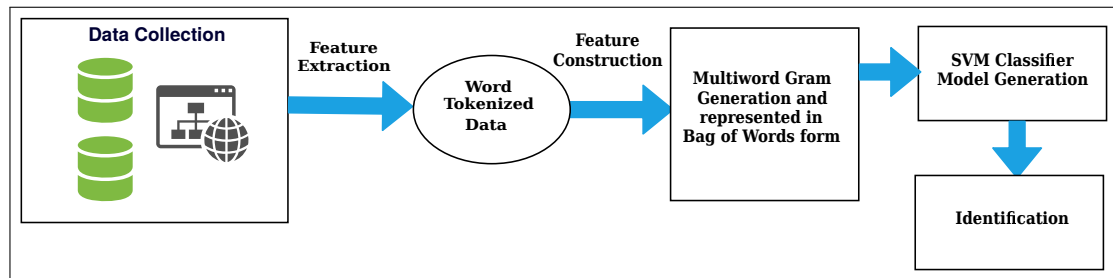 Data Collection
Feature
Extraction
Word
Tokenized
Data
Feature
Construction
Multiword Gram
Generation and
represented in
Bag of Words form
SVM Classifier
Model Generation
Identification